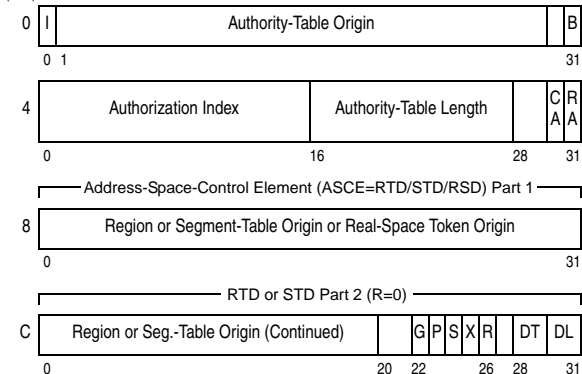 0 I Authority-Table Origin B
0 1 31
4 Authorization Index Authority-Table Length CA RA
0 16 28 31
Address-Space-Control Element (ASCE=RTD/STD/RSD) Part 1
8 Region or Segment-Table Origin or Real-Space Token Origin
0 31
RTD or STD Part 2 (R=0)
C Region or Seg.-Table Origin (Continued) G P S X R DT DL
0 20 22 26 28 31